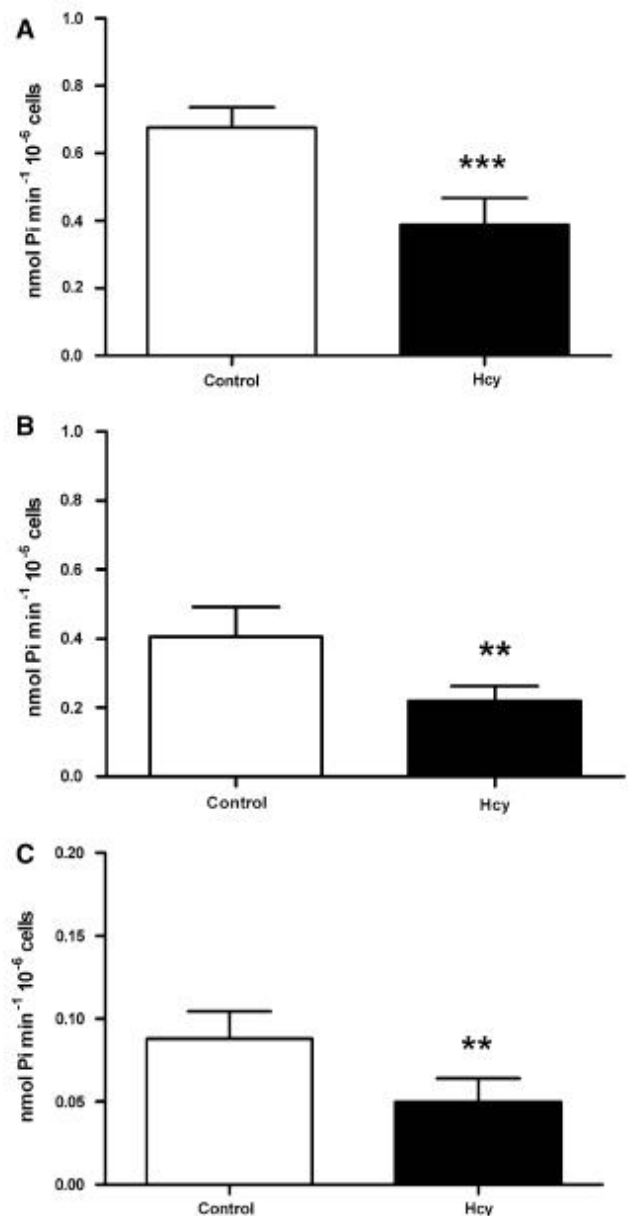 A
nmol Pi min⁻¹ 10⁻⁶ cells
1.0
0.8
0.6
0.4
0.2
0.0
***
Control
Hcy
B
nmol Pi min⁻¹ 10⁻⁶ cells
1.0
0.8
0.6
0.4
0.2
0.0
**
Control
Hcy
C
nmol Pi min⁻¹ 10⁻⁶ cells
0.20
0.15
0.10
0.05
0.00
**
Control
Hcy